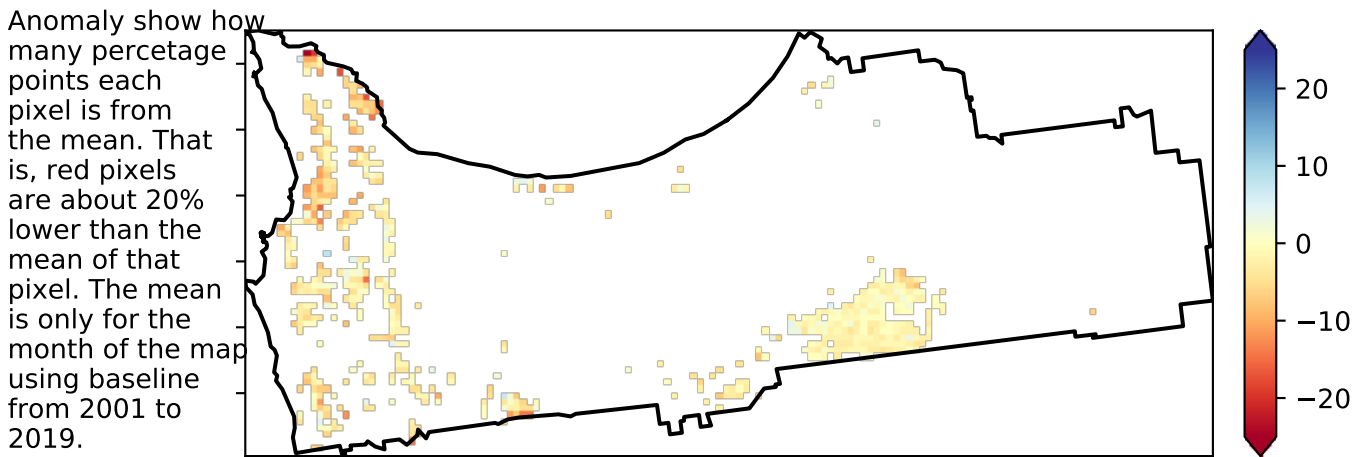 Anomaly show how
many percetage
points each
pixel is from
the mean. That
is, red pixels
are about 20%
lower than the
mean of that
pixel. The mean
is only for the
month of the map
using baseline
from 2001 to
2019.
20
10
0
−10
−20